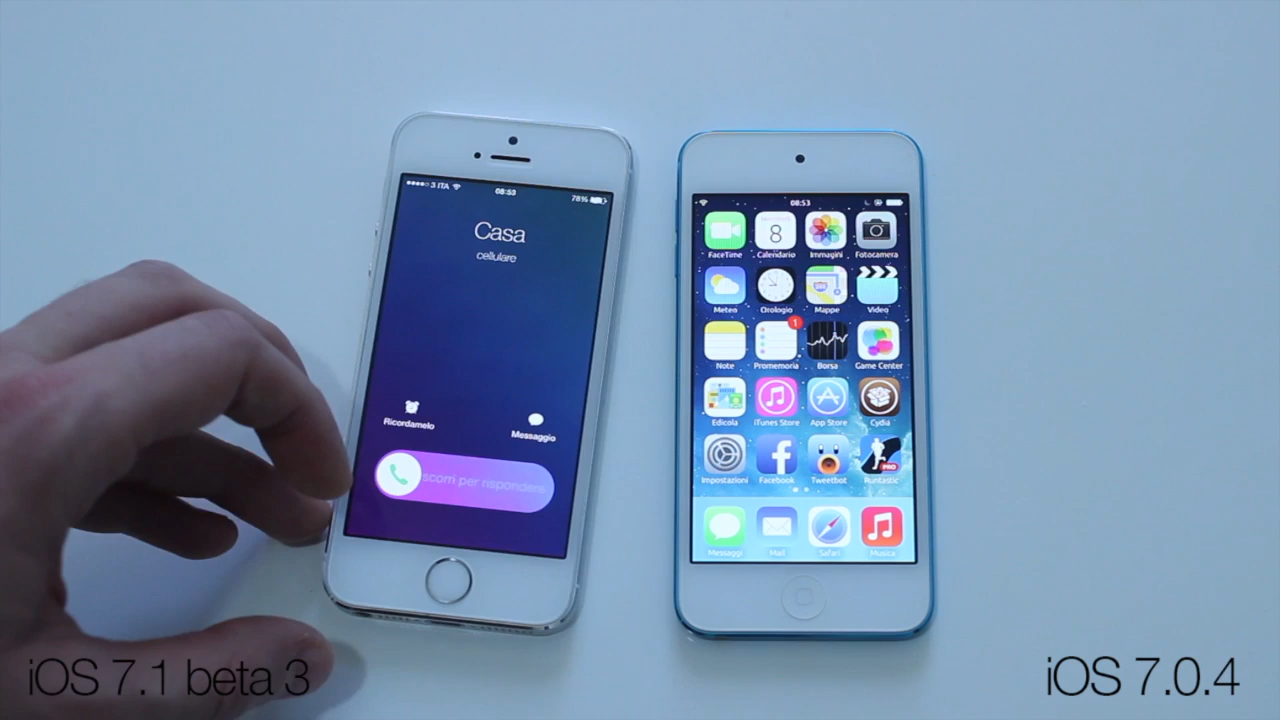 3 ITA
08:53
78%
Casa
cellulare
Ricordamelo
Messaggio
scorri per rispondere
08:53
FaceTime
8
Calendario
Immagini
Fotocamera
Meteo
Orologio
Mappe
Video
Note
1
Promemoria
Borsa
Game Center
Edicola
iTunes Store
App Store
Cydia
Impostazioni
Facebook
Tweetbot
PRO
Runtastic
Messaggi
Mail
Safari
Musica
iOS 7.1 beta 3
iOS 7.0.4